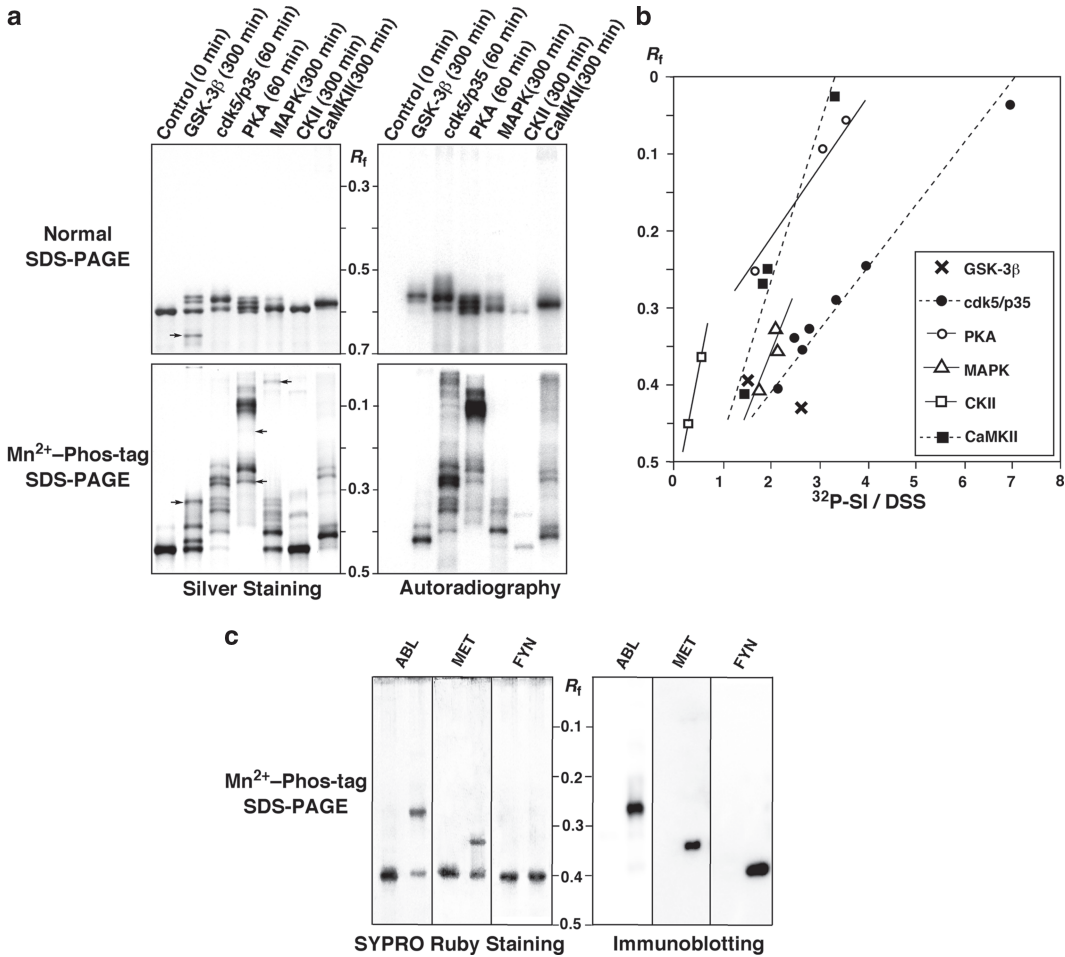 a
Control (0 min)
GSK-3β (300 min)
cdk5/p35 (60 min)
PKA (60 min)
MAPK(300 min)
CKII (300 min)
CaMKII(300 min)
Control (0 min)
GSK-3β (300 min)
cdk5/p35 (60 min)
PKA (60 min)
MAPK(300 min)
CKII (300 min)
CaMKII(300 min)
Normal
SDS-PAGE
Rf
0.3
0.5
0.7
Mn2+–Phos-tag
SDS-PAGE
0.1
0.3
0.5
Silver Staining
Autoradiography
b
Rf
0
0.1
0.2
0.3
0.4
0.5
0 1 2 3 4 5 6 7 8
32P-SI / DSS
GSK-3β
cdk5/p35
PKA
MAPK
CKII
CaMKII
c
ABL
MET
FYN
ABL
MET
FYN
Mn2+–Phos-tag
SDS-PAGE
Rf
0.1
0.2
0.3
0.4
0.5
SYPRO Ruby Staining
Immunoblotting